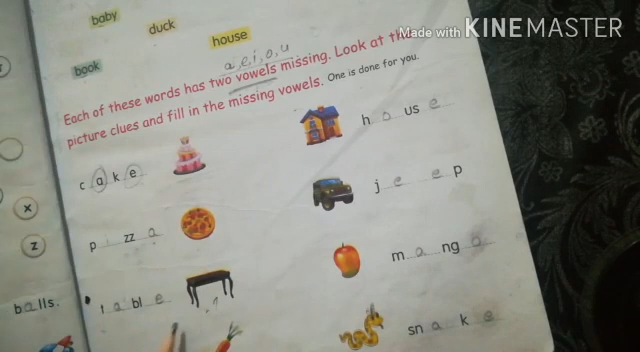 Made with KINEMASTER
baby
duck
house
book
a, e, i, o, u
Each of these words has two vowels missing. Look at the
picture clues and fill in the missing vowels. One is done for you.
c a k e
h o us e
j e e p
p i zz a
m a ng o
t a bl e
sn a k e
x
z
balls.